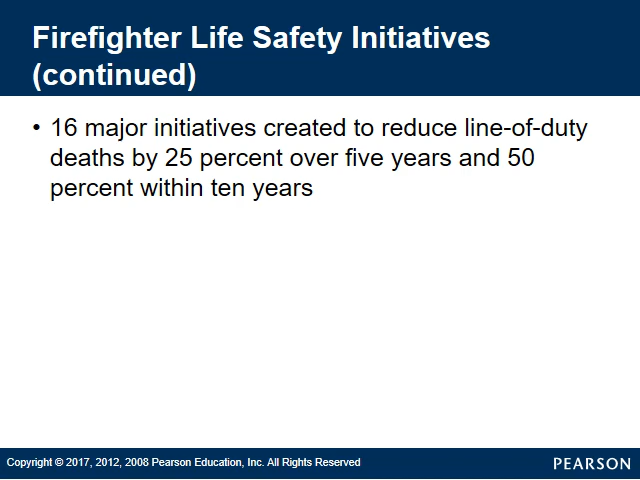 Firefighter Life Safety Initiatives
(continued)
• 16 major initiatives created to reduce line-of-duty
deaths by 25 percent over five years and 50
percent within ten years
Copyright © 2017, 2012, 2008 Pearson Education, Inc. All Rights Reserved
PEARSON